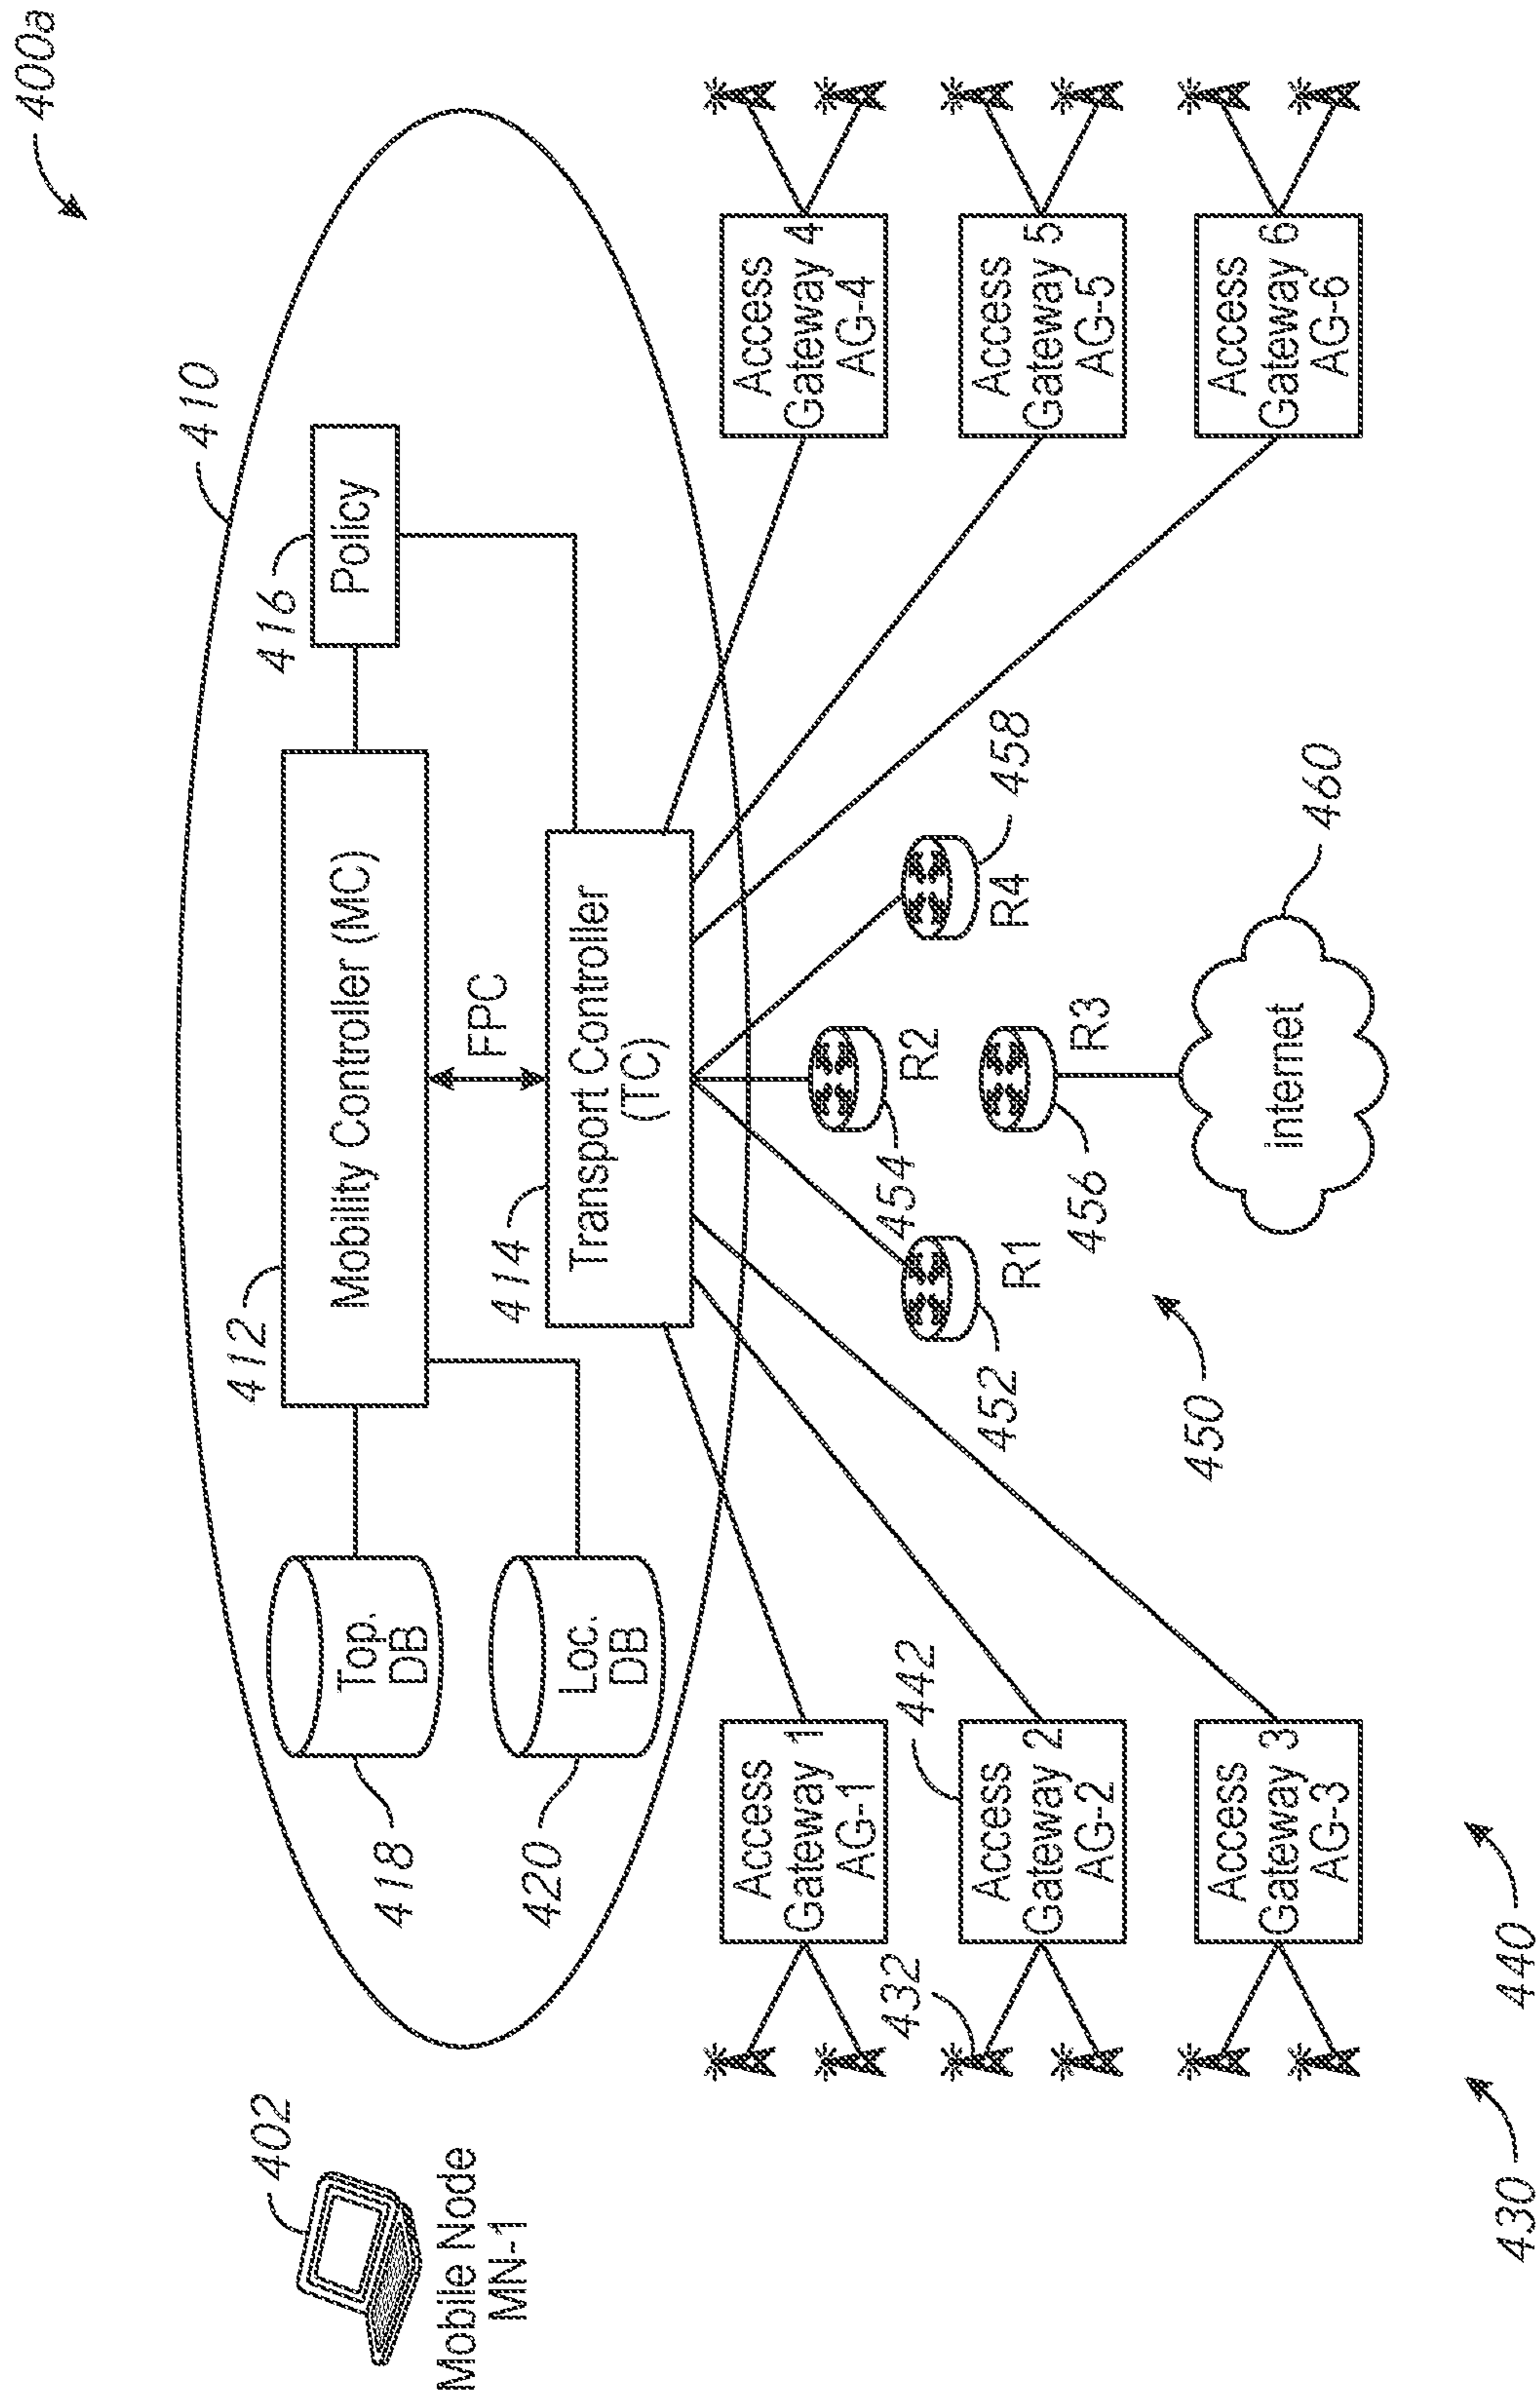 400a
410
412
Mobility Controller (MC)
416
Policy
FPC
414
Transport Controller
(TC)
Top.
DB
418
Loc.
DB
420
402
Mobile Node
MN-1
Access
Gateway 1
AG-1
442
Access
Gateway 2
AG-2
Access
Gateway 3
AG-3
432
Access
Gateway 4
AG-4
Access
Gateway 5
AG-5
Access
Gateway 6
AG-6
452
R1
454
R2
456
R3
458
R4
450
internet
460
430
440